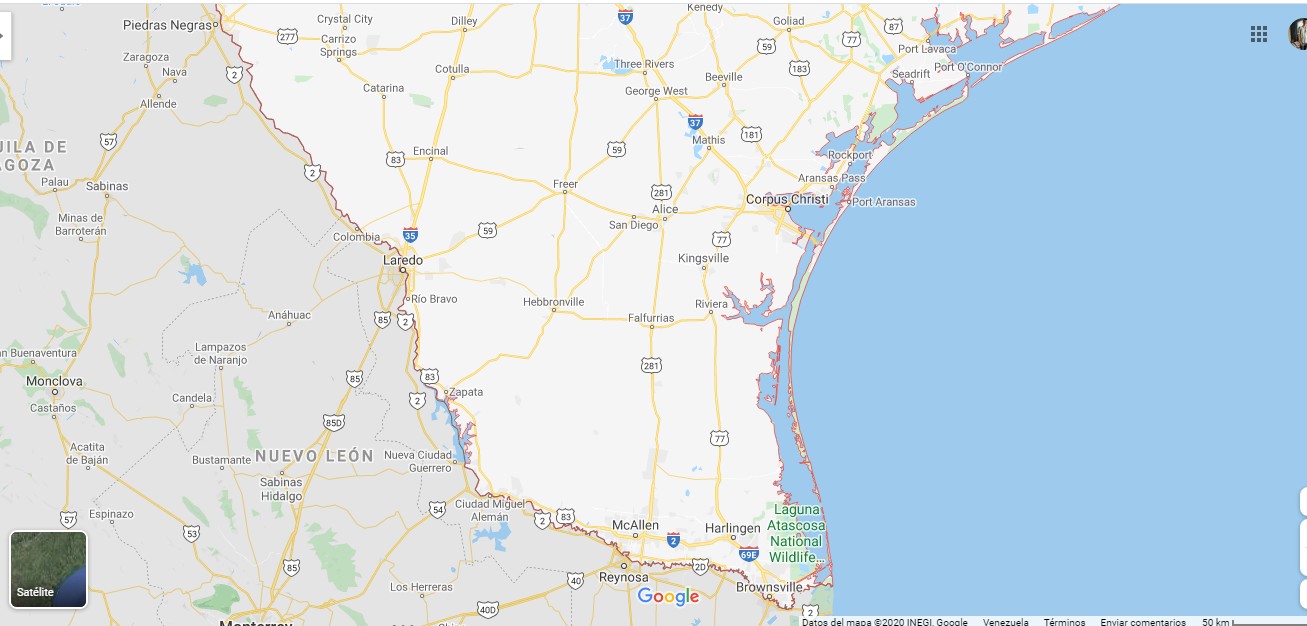 Kenedy
Piedras Negras
Crystal City
Dilley
37
Goliad
87
277
Carrizo
Springs
59
77
Port Lavaca
Zaragoza
Nava
2
Cotulla
Three Rivers
Beeville
183
Seadrift
Port O'Connor
Allende
Catarina
George West
37
57
59
Mathis
181
UILA DE
AGOZA
83
Encinal
Rockport
2
Palau
Sabinas
Freer
281
Aransas Pass
Corpus Christi
Port Aransas
Minas de
Barroterán
Alice
San Diego
Colombia
35
59
77
Laredo
Kingsville
Río Bravo
Hebbronville
Riviera
Anáhuac
85
2
Falfurrias
Lampazos
de Naranjo
n Buenaventura
281
Monclova
85
83
Zapata
Castaños
Candela
2
85D
77
Acatita
de Baján
Bustamante
NUEVO LEÓN
Nueva Ciudad
Guerrero
Sabinas
Hidalgo
54
Ciudad Miguel
Alemán
Espinazo
57
53
2
83
McAllen
2
Harlingen
69E
Laguna
Atascosa
National
Wildlife...
85
Reynosa
2D
Los Herreras
40
Brownsville
Satélite
Google
40D
2
Monterrey
Datos del mapa ©2020 INEGI, Google Venezuela Términos Enviar comentarios 50 km